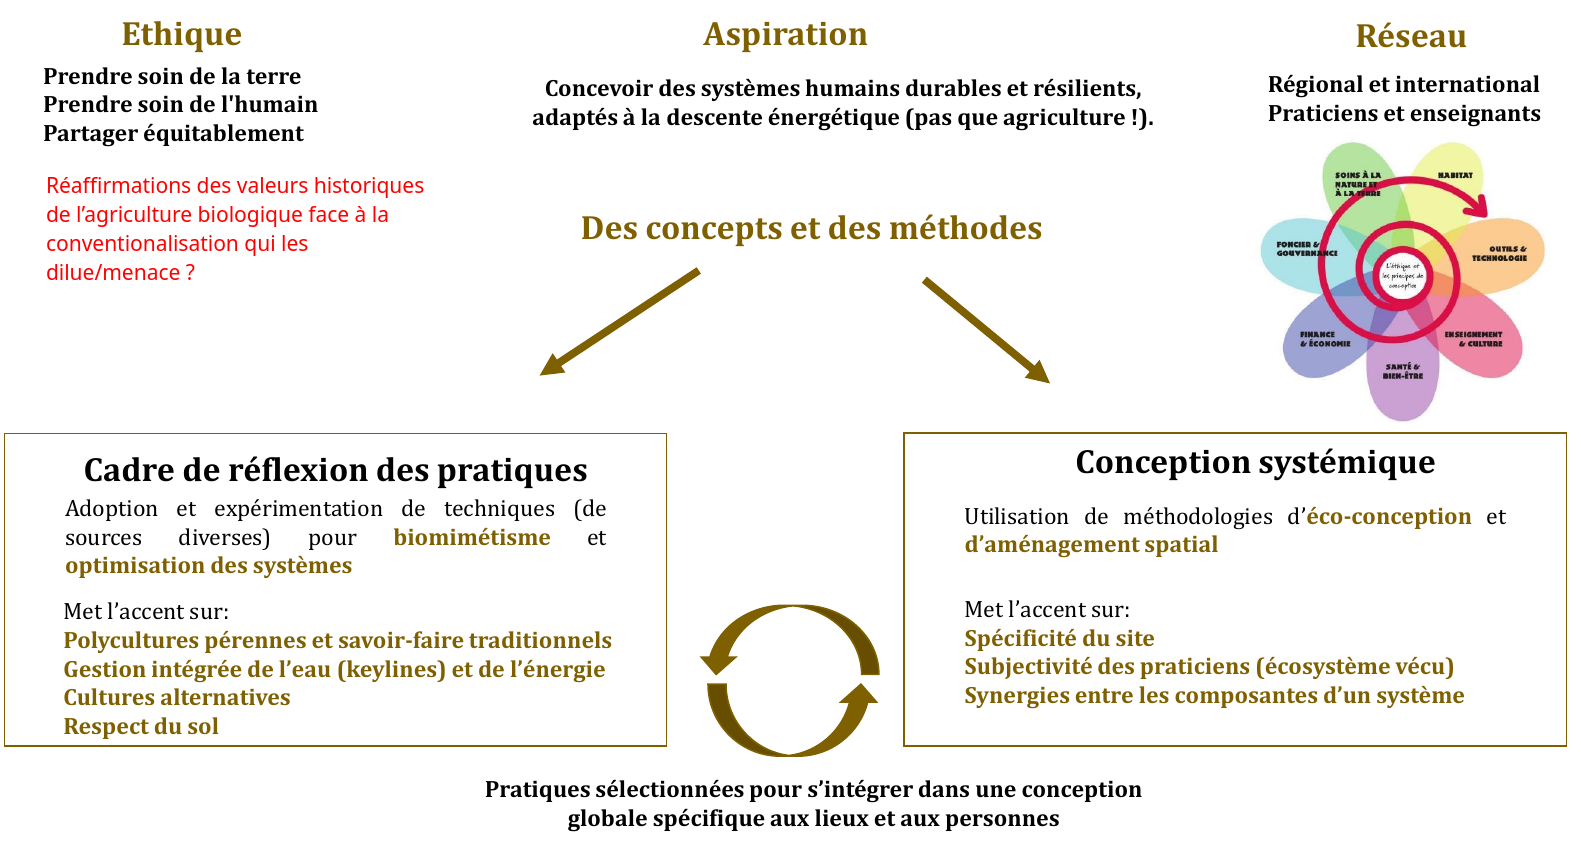 Ethique
Prendre soin de la terre
Prendre soin de l'humain
Partager équitablement
Réaffirmations des valeurs historiques
de l’agriculture biologique face à la
conventionalisation qui les
dilue/menace ?
Aspiration
Concevoir des systèmes humains durables et résilients,
adaptés à la descente énergétique (pas que agriculture !).
Réseau
Régional et international
Praticiens et enseignants
SOINS À LA
NATURE ET
À LA TERRE
HABITAT
FONCIER &
GOUVERNANCE
OUTILS &
TECHNOLOGIE
L'éthique et
les principes de
conception
FINANCE
& ÉCONOMIE
ENSEIGNEMENT
& CULTURE
SANTÉ &
BIEN-ÊTRE
Des concepts et des méthodes
Cadre de réflexion des pratiques
Adoption et expérimentation de techniques (de
sources diverses) pour biomimétisme et
optimisation des systèmes
Met l’accent sur:
Polycultures pérennes et savoir-faire traditionnels
Gestion intégrée de l’eau (keylines) et de l’énergie
Cultures alternatives
Respect du sol
Conception systémique
Utilisation de méthodologies d’éco-conception et
d’aménagement spatial
Met l’accent sur:
Spécificité du site
Subjectivité des praticiens (écosystème vécu)
Synergies entre les composantes d’un système
Pratiques sélectionnées pour s’intégrer dans une conception
globale spécifique aux lieux et aux personnes